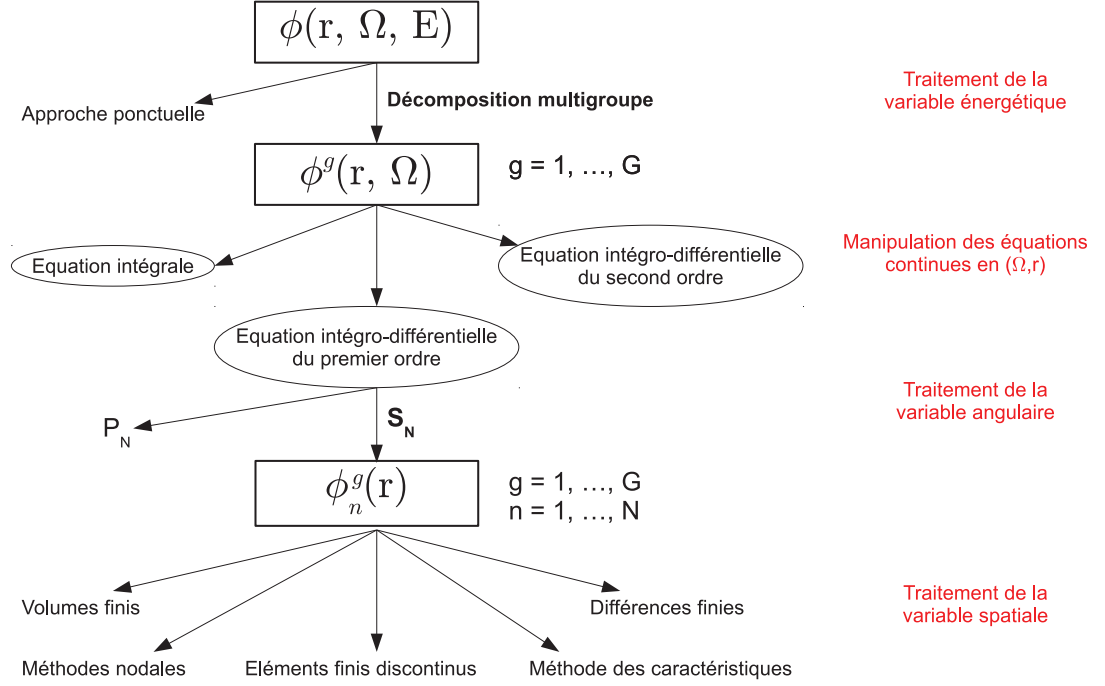 ϕ(r, Ω, E)
Traitement de la
variable énergétique
Approche ponctuelle
Décomposition multigroupe
ϕ^g(r, Ω)
g = 1, ..., G
Equation intégrale
Equation intégro-différentielle
du second ordre
Manipulation des équations
continues en (Ω,r)
Equation intégro-différentielle
du premier ordre
Traitement de la
variable angulaire
P_N
S_N
ϕ_n^g(r)
g = 1, ..., G
n = 1, ..., N
Volumes finis
Différences finies
Traitement de la
variable spatiale
Méthodes nodales
Eléments finis discontinus
Méthode des caractéristiques